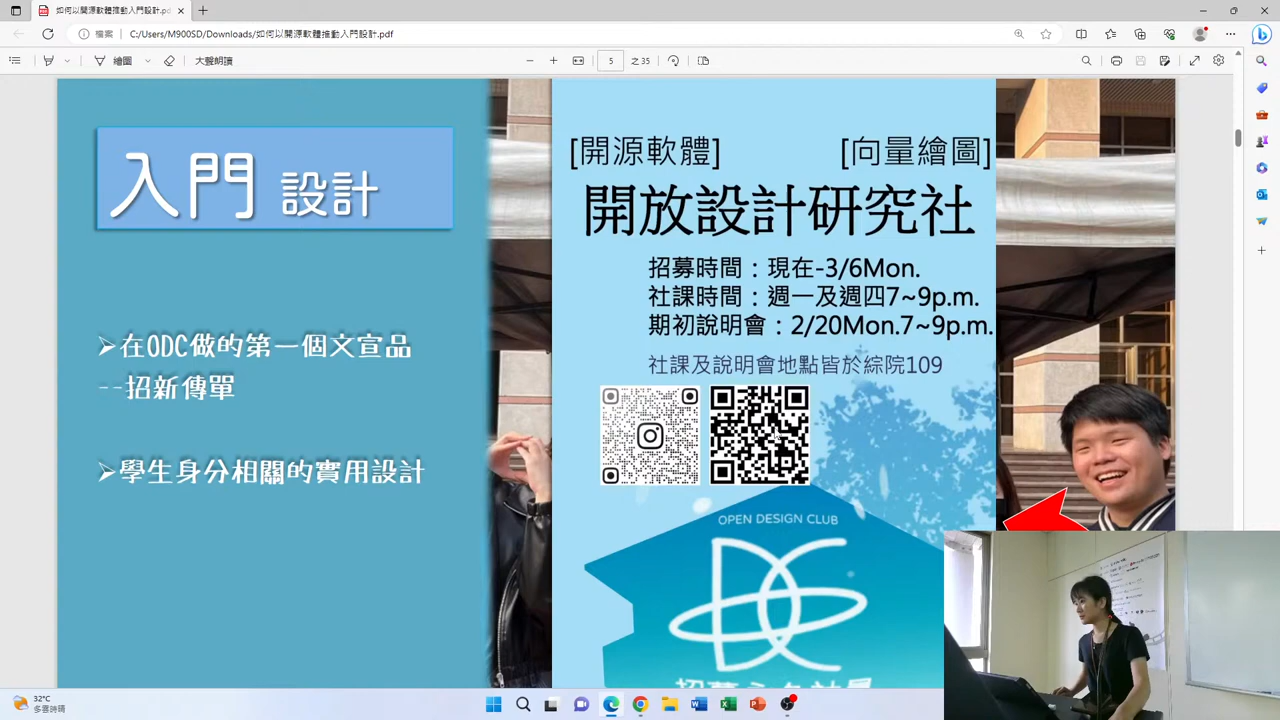 如何以開源軟體推動入門設計.pd
檔案
C:/Users/M900SD/Downloads/如何以開源軟體推動入門設計.pdf
繪圖
大聲朗讀
5
之 35
入門 設計
➢在ODC做的第一個文宣品
--招新傳單
➢學生身分相關的實用設計
[開源軟體] [向量繪圖]
開放設計研究社
招募時間：現在-3/6Mon.
社課時間：週一及週四7~9p.m.
期初說明會：2/20Mon.7~9p.m.
社課及說明會地點皆於綜院109
OPEN DESIGN CLUB
32°C
多雲時晴